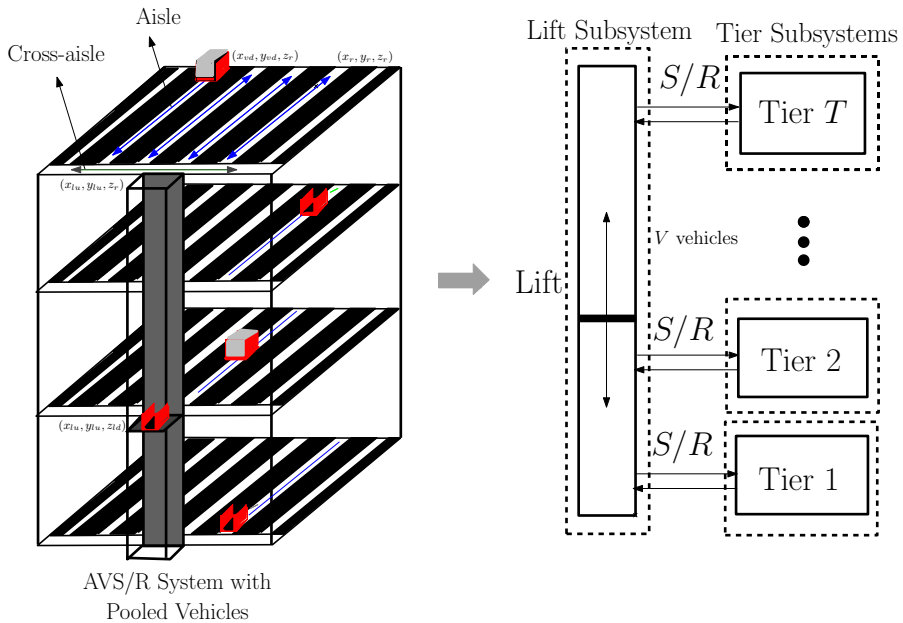 Aisle
Cross-aisle
(x_{vd}, y_{vd}, z_r)
(x_r, y_r, z_r)
(x_{lu}, y_{lu}, z_r)
(x_{lu}, y_{lu}, z_{ld})
AVS/R System with
Pooled Vehicles
Lift Subsystem
Tier Subsystems
S/R
Tier T
V vehicles
Lift
S/R
Tier 2
S/R
Tier 1